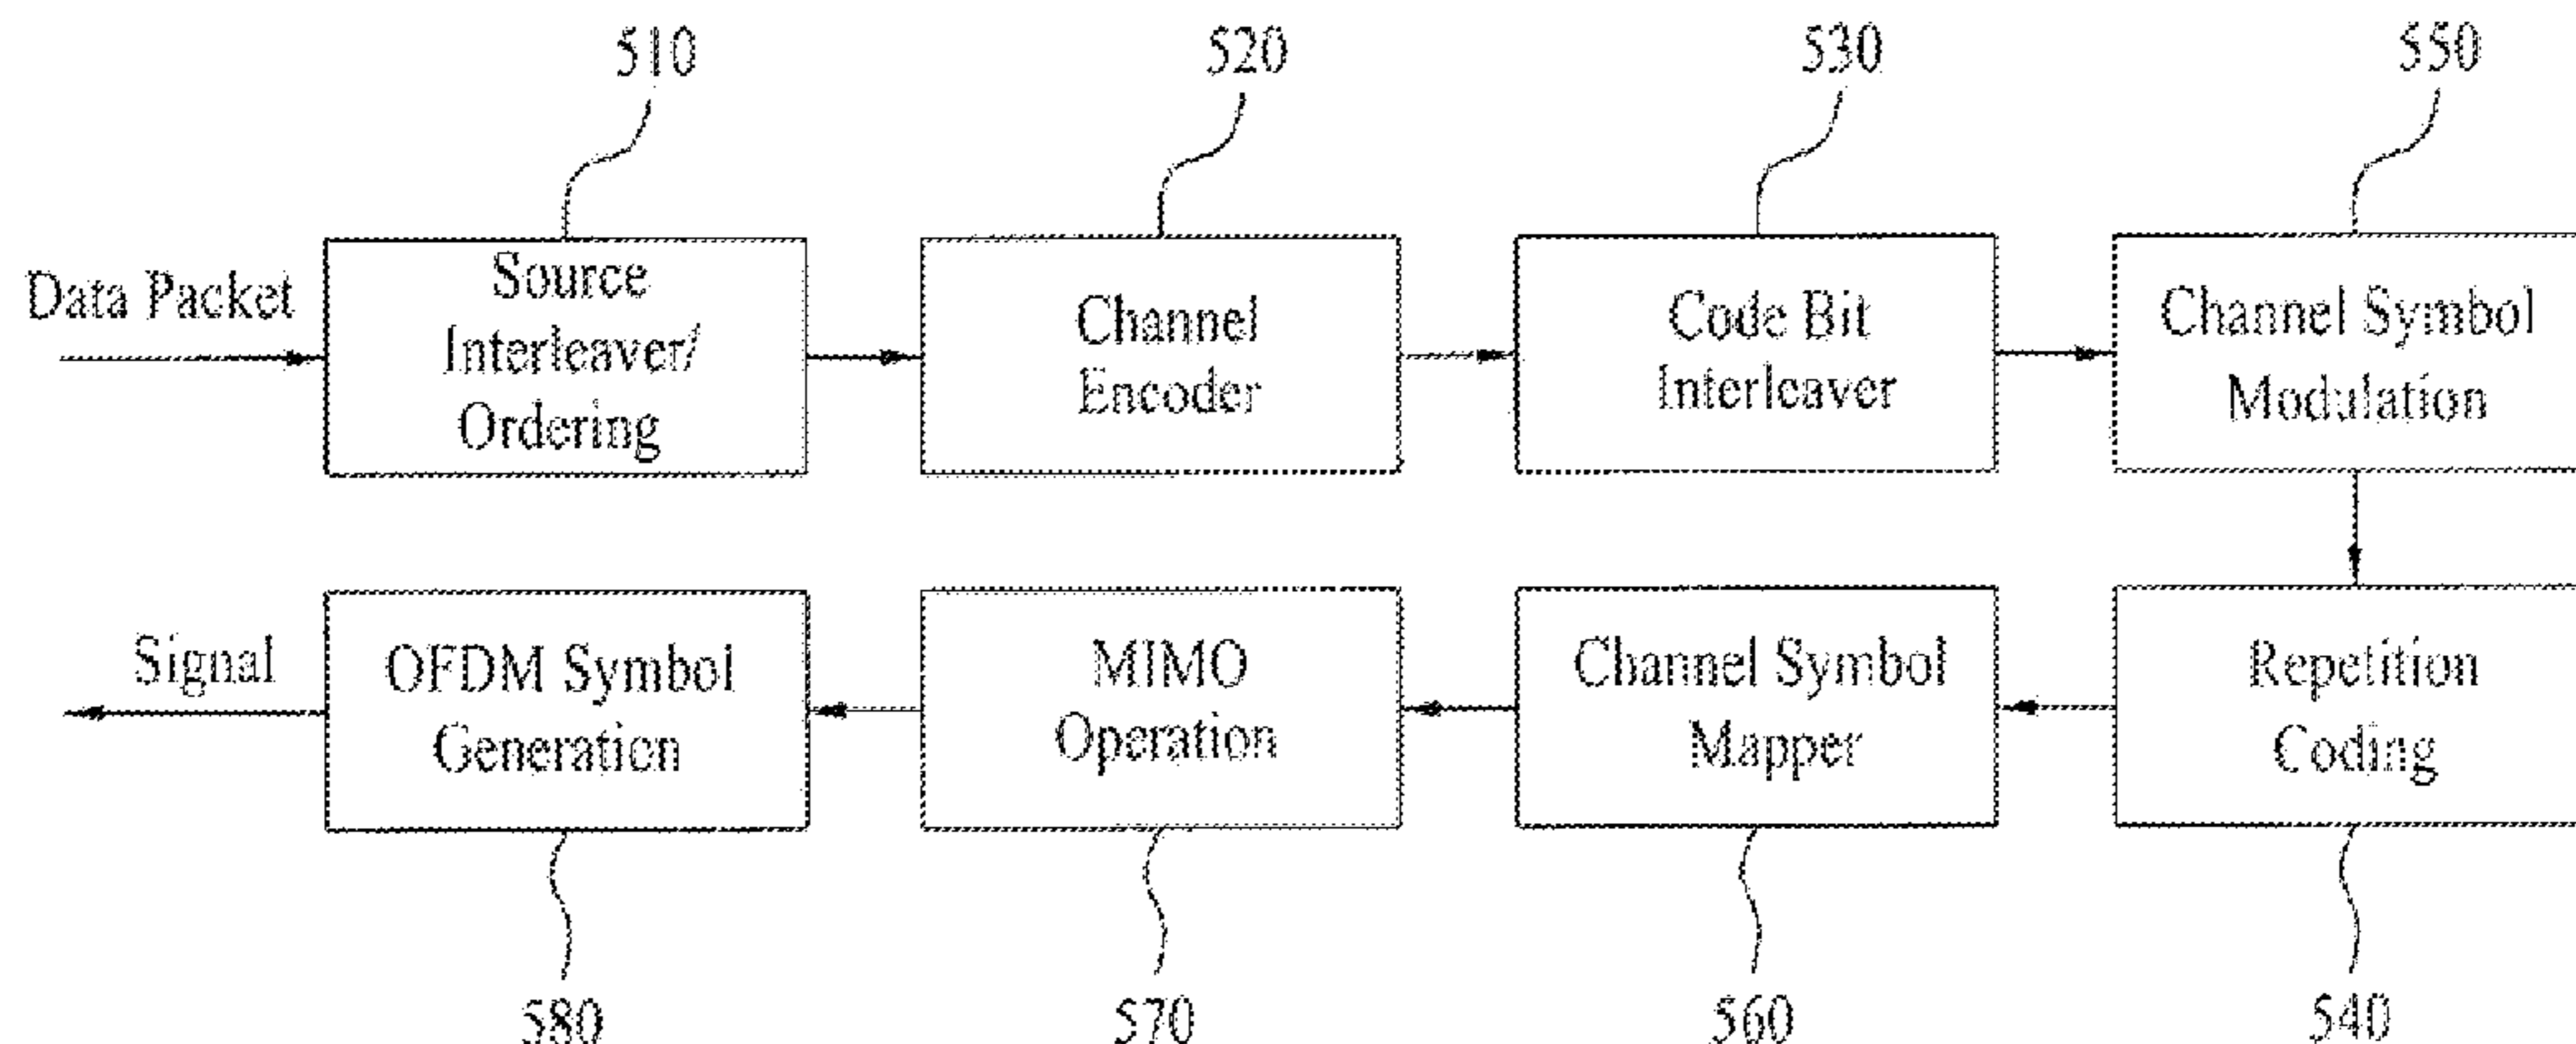 510
520
530
550
Data Packet
Source
Interleaver/
Ordering
Channel
Encoder
Code Bit
Interleaver
Channel Symbol
Modulation
Signal
OFDM Symbol
Generation
MIMO
Operation
Channel Symbol
Mapper
Repetition
Coding
580
570
560
540